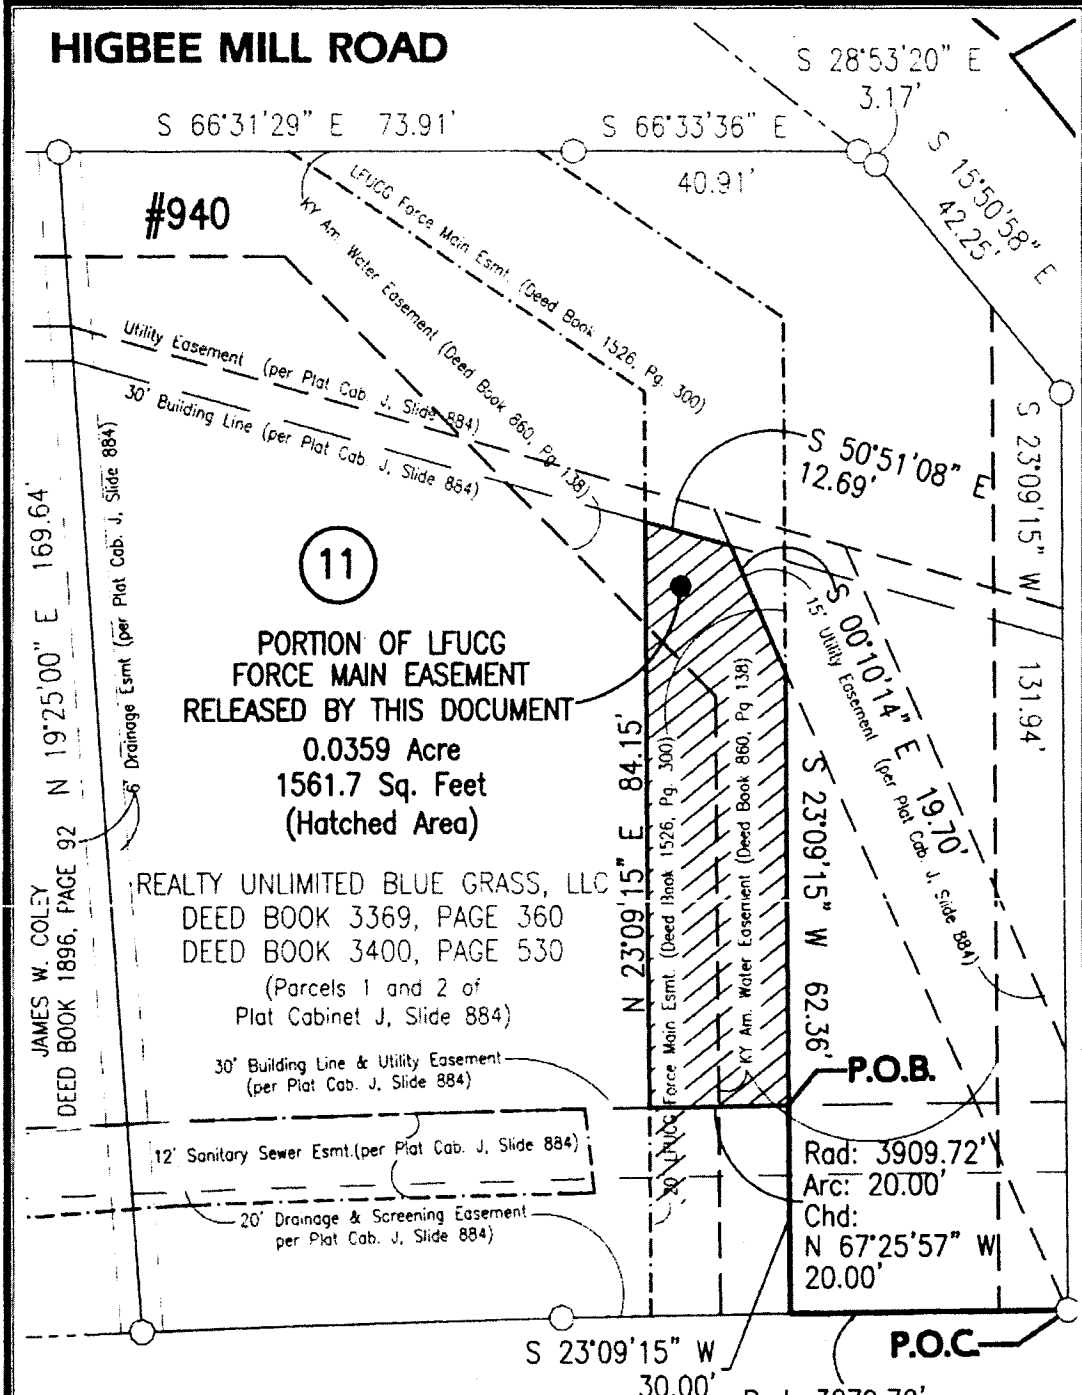 HIGBEE MILL ROAD
S 28°53'20" E
3.17'
S 66°31'29" E 73.91'
S 66°33'36" E
40.91'
S 15°50'58" E
42.25'
#940
LFUCG Force Main Esmt. (Deed Book 1526, Pg. 300)
KY Am. Water Easement (Deed Book 860, Pg 138)
Utility Easement (per Plat Cab. J, Slide 884)
30' Building Line (per Plat Cab. J, Slide 884)
S 50°51'08" E
12.69'
S 23°09'15" W 131.94'
N 19°25'00" E 169.64'
6' Drainage Esmt (per Plat Cab. J, Slide 884)
11
PORTION OF LFUCG
FORCE MAIN EASEMENT
RELEASED BY THIS DOCUMENT
0.0359 Acre
1561.7 Sq. Feet
(Hatched Area)
S 00°10'14" E 19.70'
15' Utility Easement (per Plat Cab. J, Slide 884)
REALTY UNLIMITED BLUE GRASS, LLC
DEED BOOK 3369, PAGE 360
DEED BOOK 3400, PAGE 530
(Parcels 1 and 2 of
Plat Cabinet J, Slide 884)
JAMES W. COLEY
DEED BOOK 1896, PAGE 92
N 23°09'15" E 84.15'
20' LFUCG Force Main Esmt. (Deed Book 1526, Pg. 300)
KY Am. Water Easement (Deed Book 860, Pg 138)
S 23°09'15" W 62.36'
30' Building Line & Utility Easement
(per Plat Cab. J, Slide 884)
P.O.B.
12' Sanitary Sewer Esmt.(per Plat Cab. J, Slide 884)
Rad: 3909.72'
Arc: 20.00'
Chd:
N 67°25'57" W
20.00'
20' Drainage & Screening Easement
per Plat Cab. J, Slide 884)
S 23°09'15" W
30.00'
P.O.C.